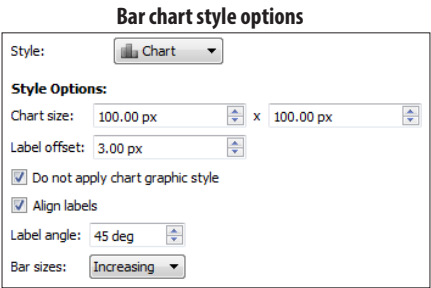 Bar chart style options
Style: Chart
Style Options:
Chart size: 100.00 px x 100.00 px
Label offset: 3.00 px
Do not apply chart graphic style
Align labels
Label angle: 45 deg
Bar sizes: Increasing